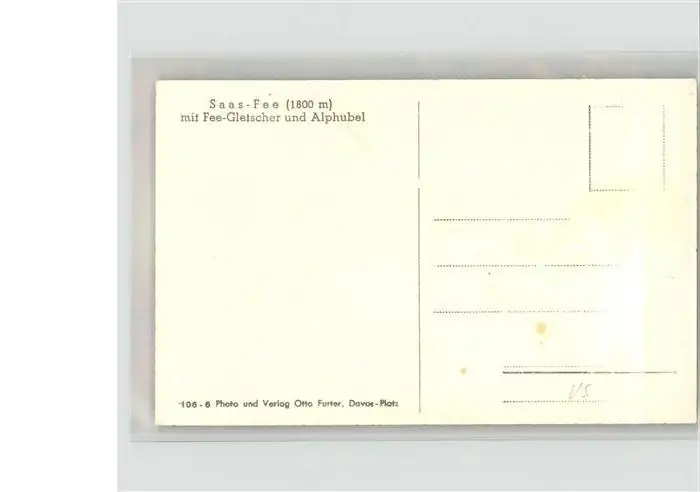 Saas-Fee (1800 m)
mit Fee-Gletscher und Alphubel
106-6 Photo und Verlag Otto Furter, Davos-Platz
VS